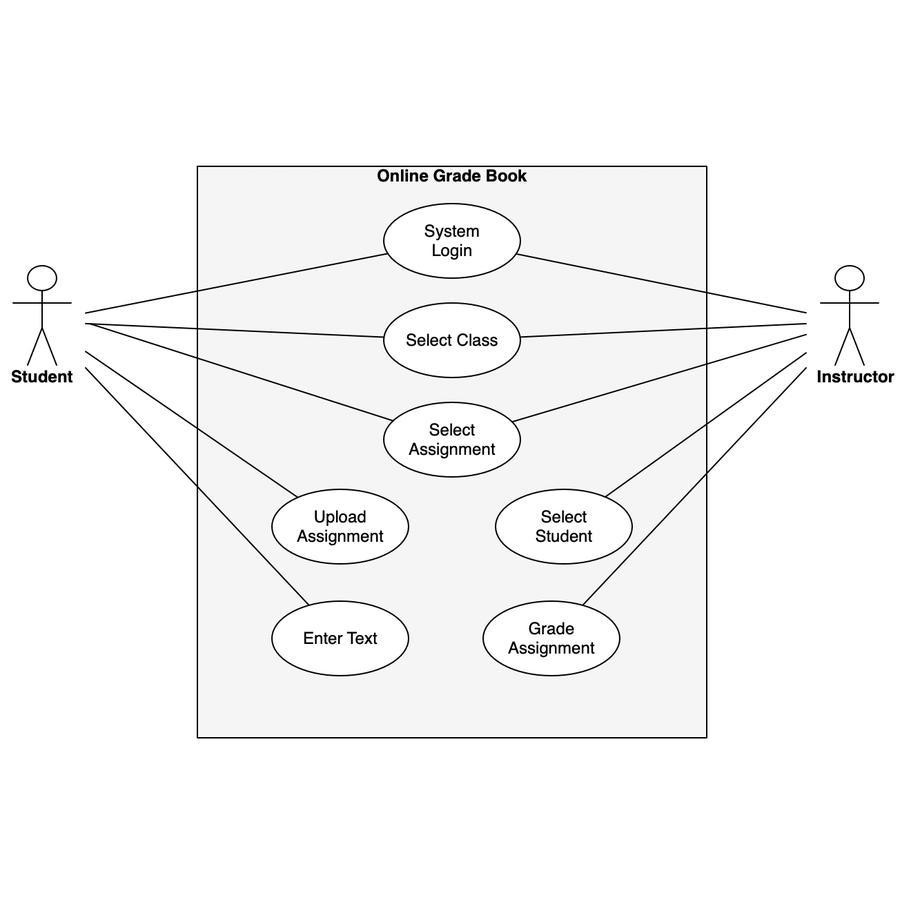 Online Grade Book
System
Login
Select Class
Student
Instructor
Select
Assignment
Upload
Assignment
Select
Student
Enter Text
Grade
Assignment